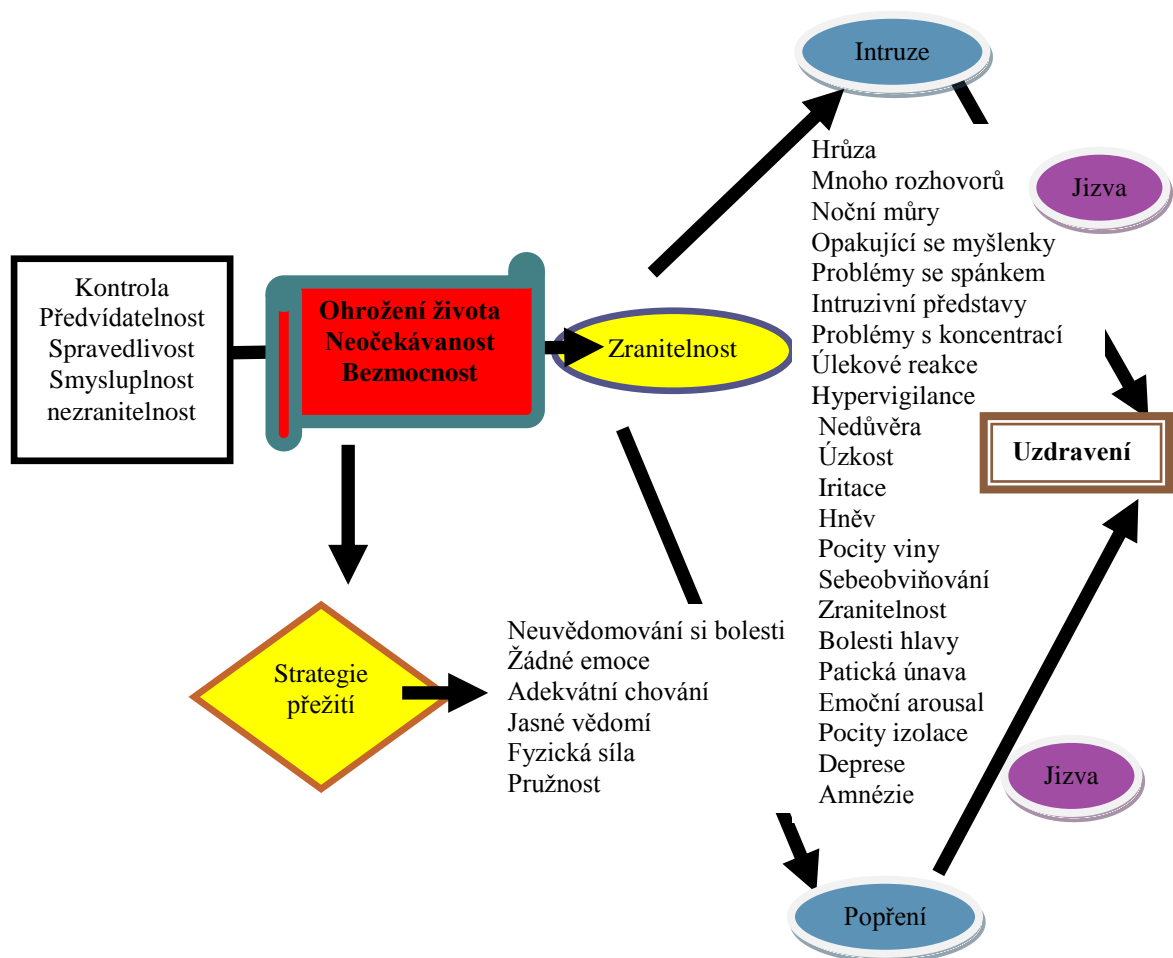 Intruze
Hrůza
Mnoho rozhovorů
Noční můry
Opakující se myšlenky
Problémy se spánkem
Intruzivní představy
Problémy s koncentrací
Úlekové reakce
Hypervigilance
Nedůvěra
Úzkost
Iritace
Hněv
Pocity viny
Sebeobviňování
Zranitelnost
Bolesti hlavy
Patická únava
Emoční arousal
Pocity izolace
Deprese
Amnézie
Jizva
Kontrola
Předvídatelnost
Spravedlivost
Smysluplnost
nezranitelnost
Ohrožení života
Neočekávanost
Bezmocnost
Zranitelnost
Uzdravení
Strategie
přežití
Neuvědomování si bolesti
Žádné emoce
Adekvátní chování
Jasné vědomí
Fyzická síla
Pružnost
Jizva
Popření